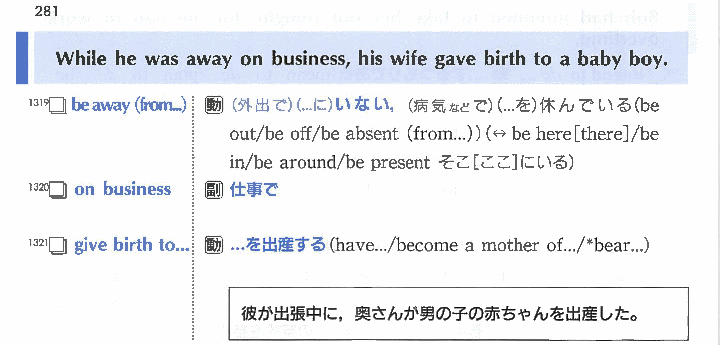 281
While he was away on business, his wife gave birth to a baby boy.
1319 be away (from...) 動 (外出で)(...に)いない, (病気などで)(...を)休んでいる(be
out/be off/be absent (from...))(↔ be here[there]/be
in/be around/be present そこ[ここ]にいる)
1320 on business 副 仕事で
1321 give birth to... 動 ...を出産する(have.../become a mother of.../*bear...)
彼が出張中に，奥さんが男の子の赤ちゃんを出産した。